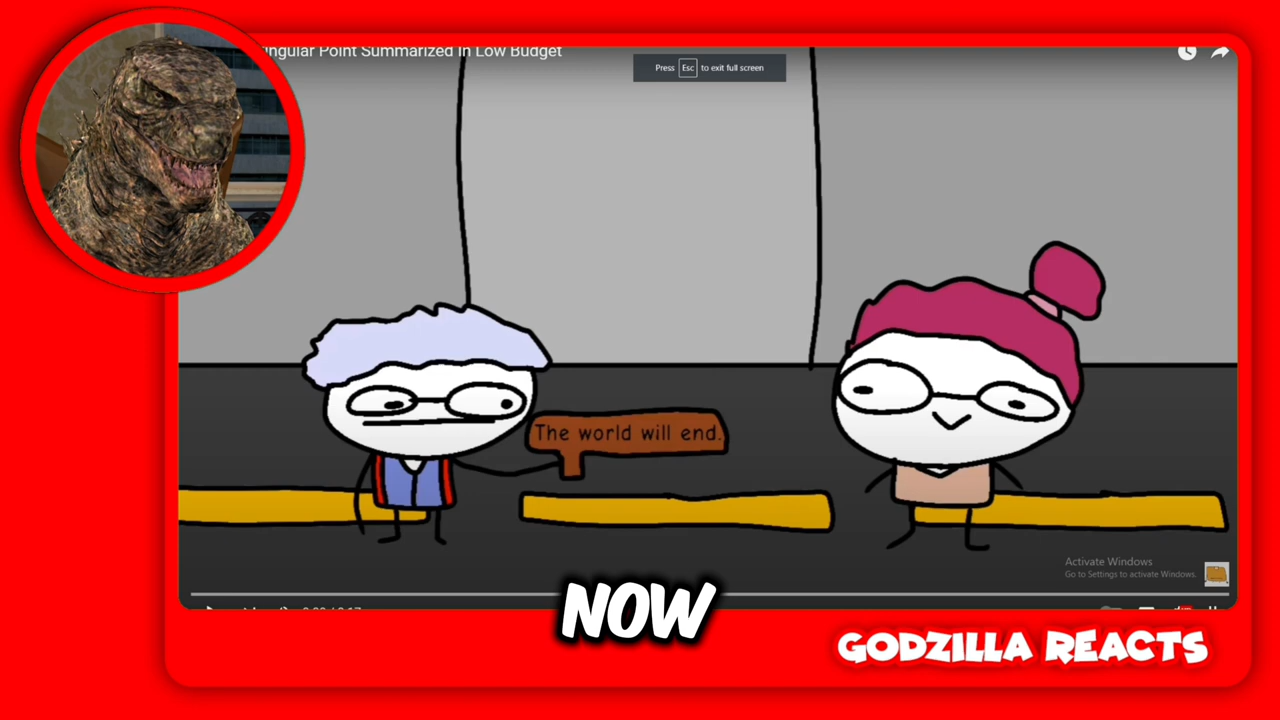 ngular Point Summarized in Low Budget
Press Esc to exit full screen
The world will end.
Activate Windows
Go to Settings to activate Windows.
NOW
GODZILLA REACTS